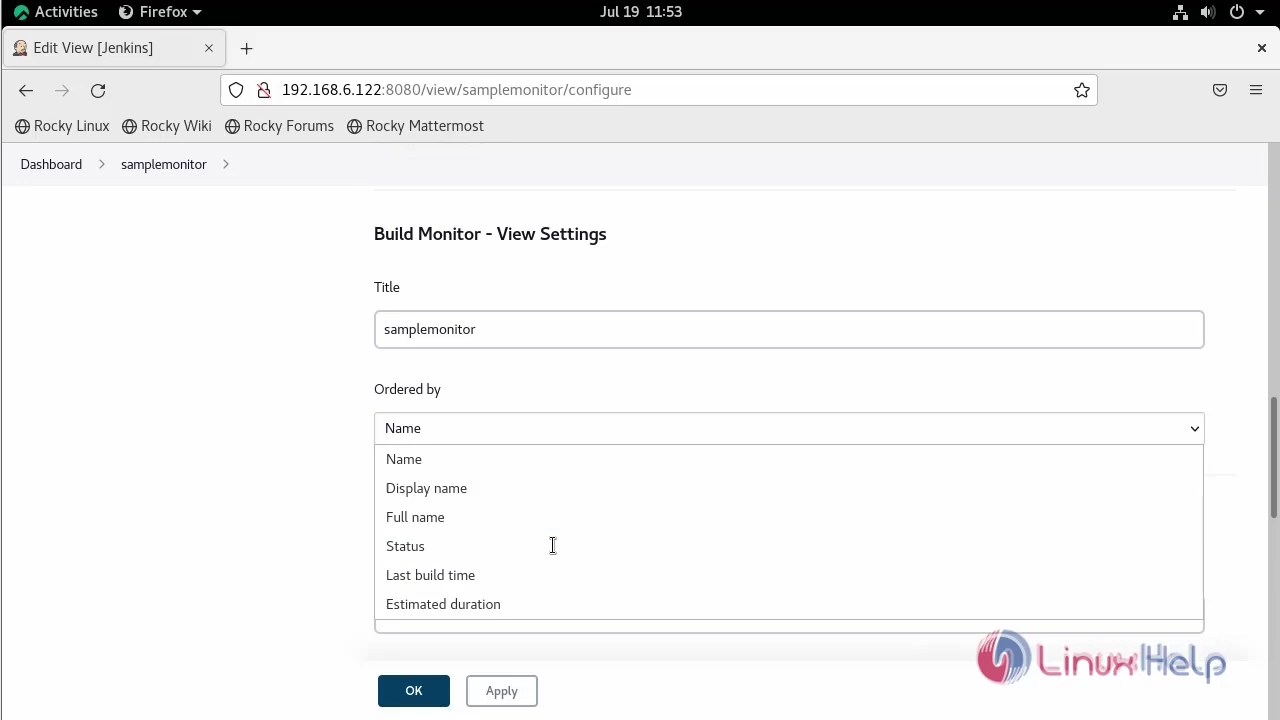 Activities Firefox Jul 19 11:53
Edit View [Jenkins]
192.168.6.122:8080/view/samplemonitor/configure
Rocky Linux Rocky Wiki Rocky Forums Rocky Mattermost
Dashboard samplemonitor
Build Monitor - View Settings
Title
samplemonitor
Ordered by
Name
Name
Display name
Full name
Status
Last build time
Estimated duration
LinuxHelp
OK Apply